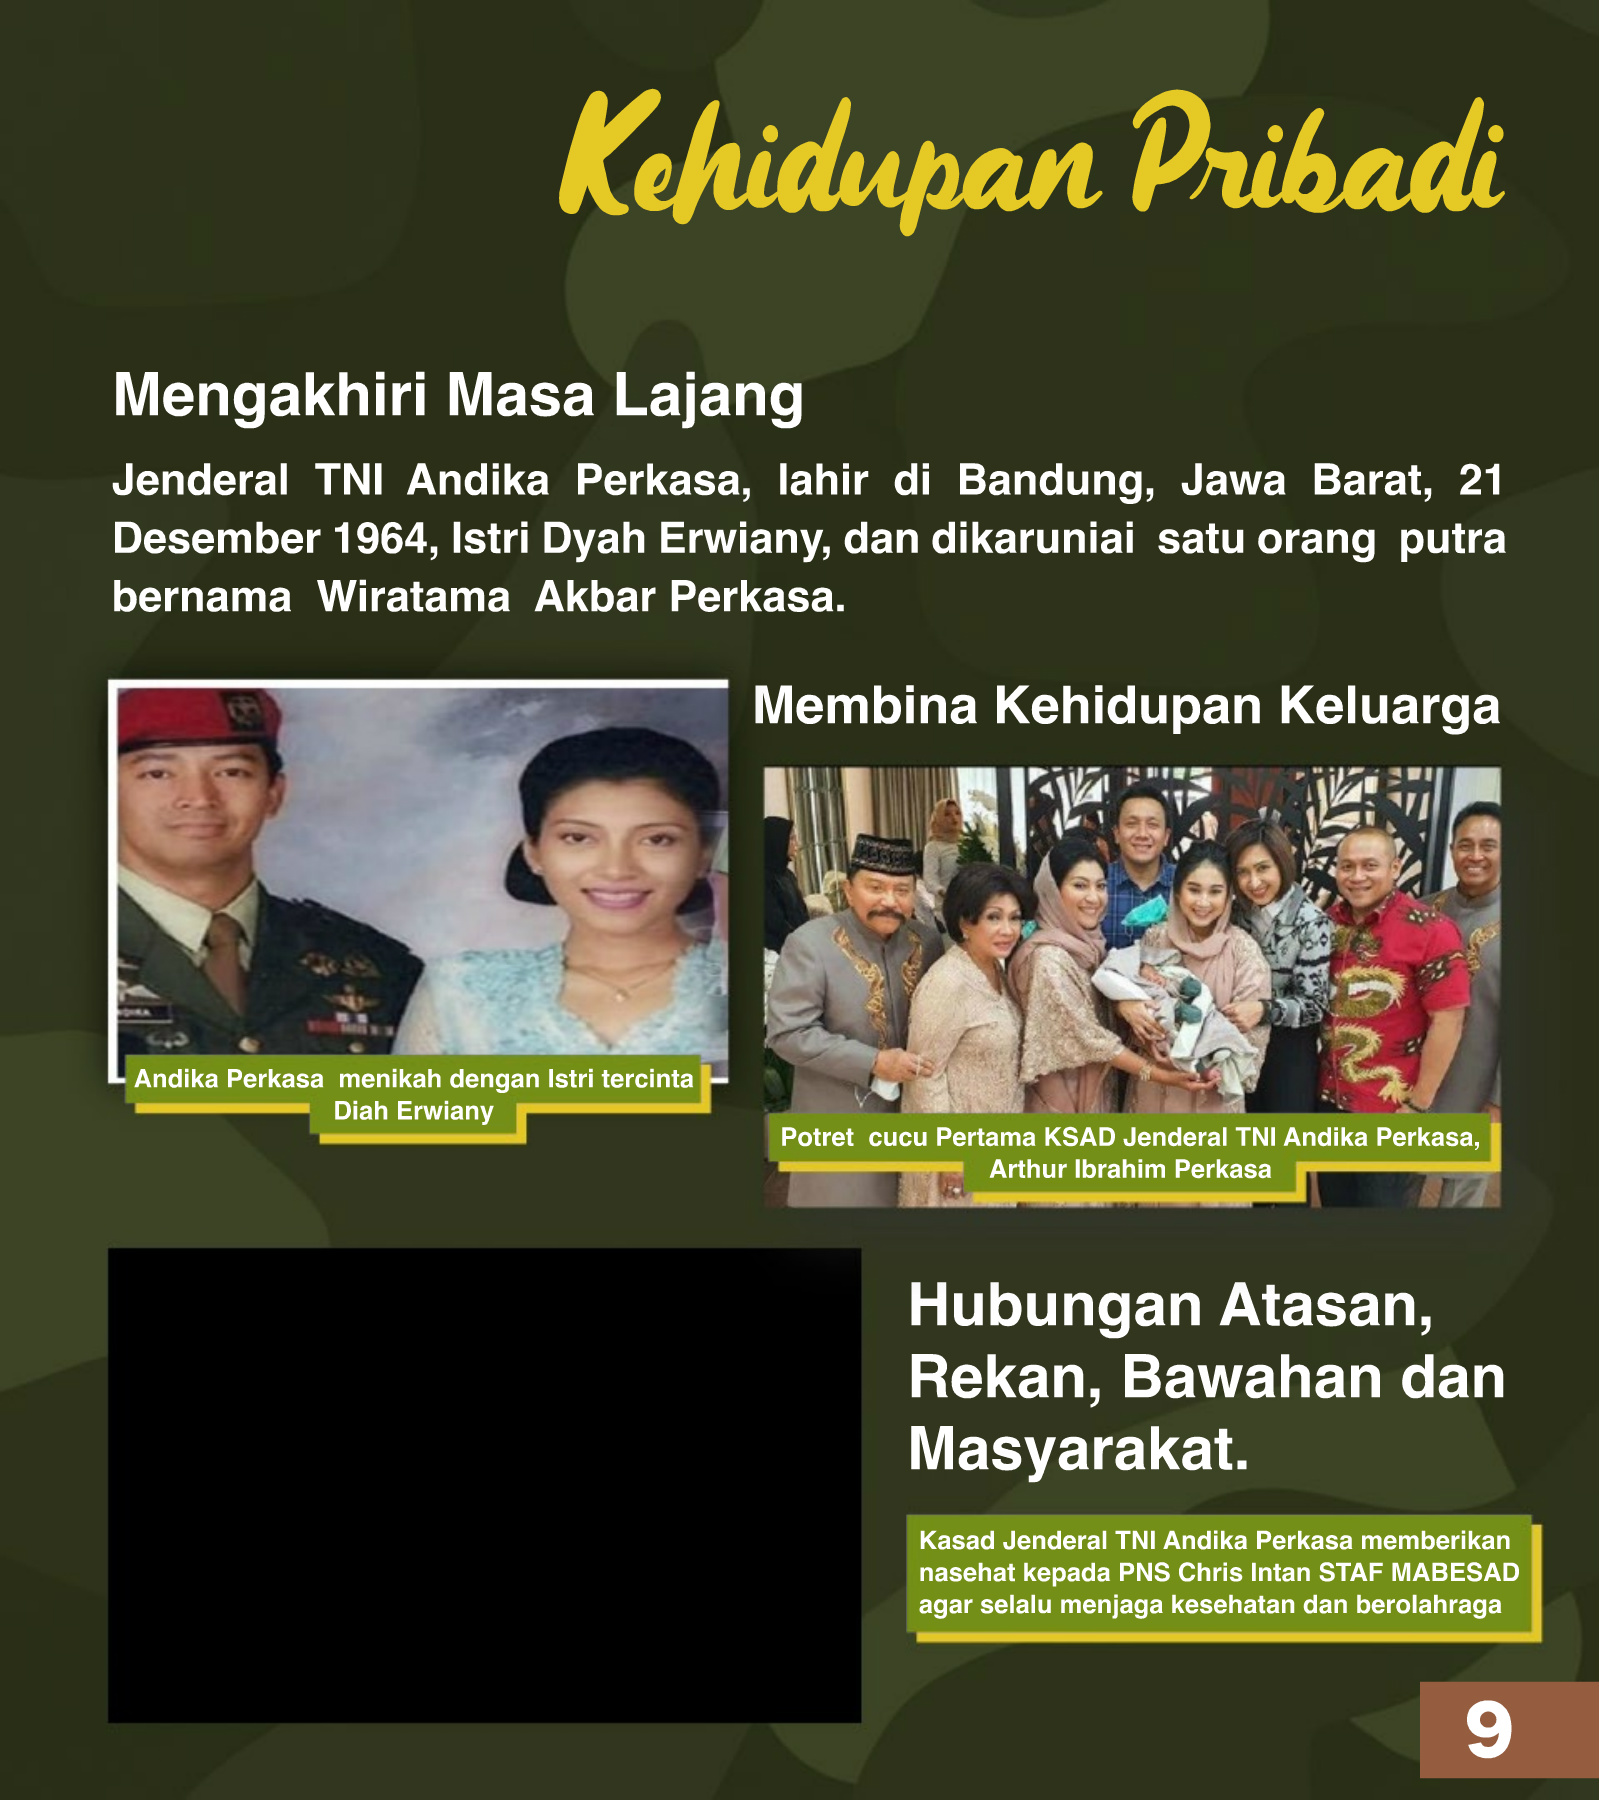 Kehidupan Pribadi
Mengakhiri Masa Lajang
Jenderal TNI Andika Perkasa, lahir di Bandung, Jawa Barat, 21
Desember 1964, Istri Dyah Erwiany, dan dikaruniai satu orang putra
bernama Wiratama Akbar Perkasa.
Membina Kehidupan Keluarga
Andika Perkasa menikah dengan Istri tercinta
Diah Erwiany
Potret cucu Pertama KSAD Jenderal TNI Andika Perkasa,
Arthur Ibrahim Perkasa
Hubungan Atasan,
Rekan, Bawahan dan
Masyarakat.
Kasad Jenderal TNI Andika Perkasa memberikan
nasehat kepada PNS Chris Intan STAF MABESAD
agar selalu menjaga kesehatan dan berolahraga
9